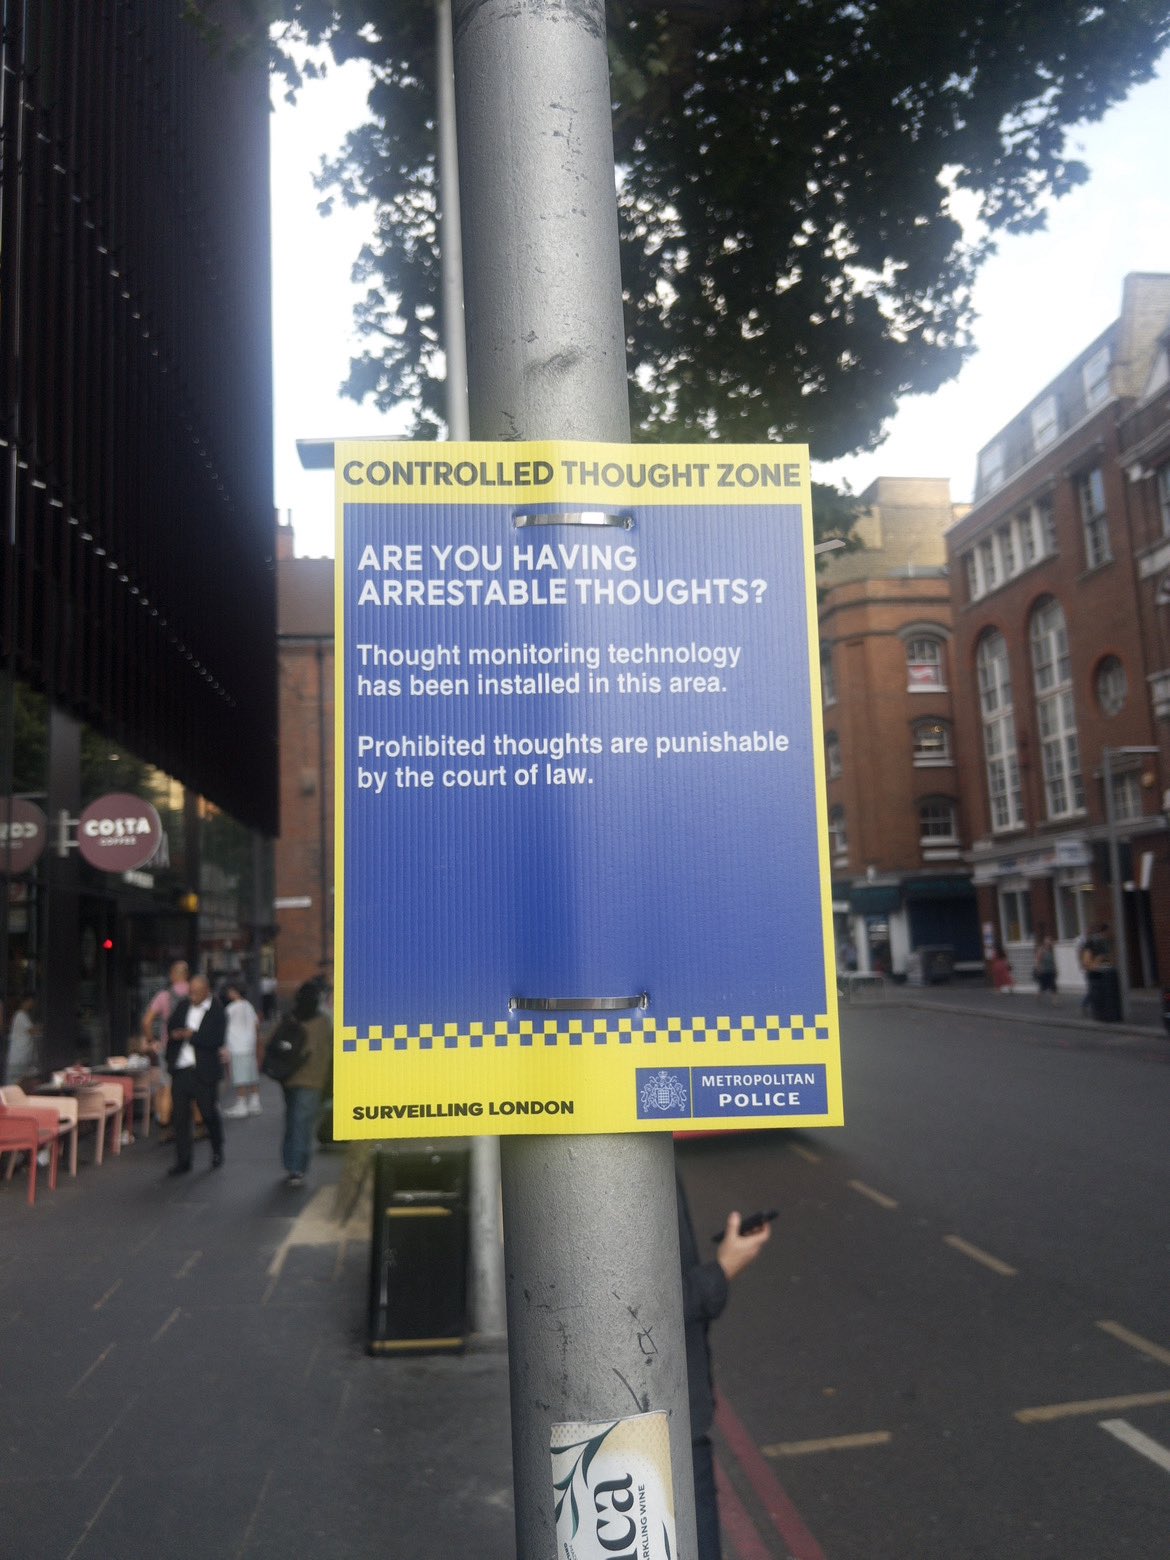 CONTROLLED THOUGHT ZONE
ARE YOU HAVING
ARRESTABLE THOUGHTS?
Thought monitoring technology
has been installed in this area.
Prohibited thoughts are punishable
by the court of law.
SURVEILLING LONDON
METROPOLITAN
POLICE
COSTA
COFFEE